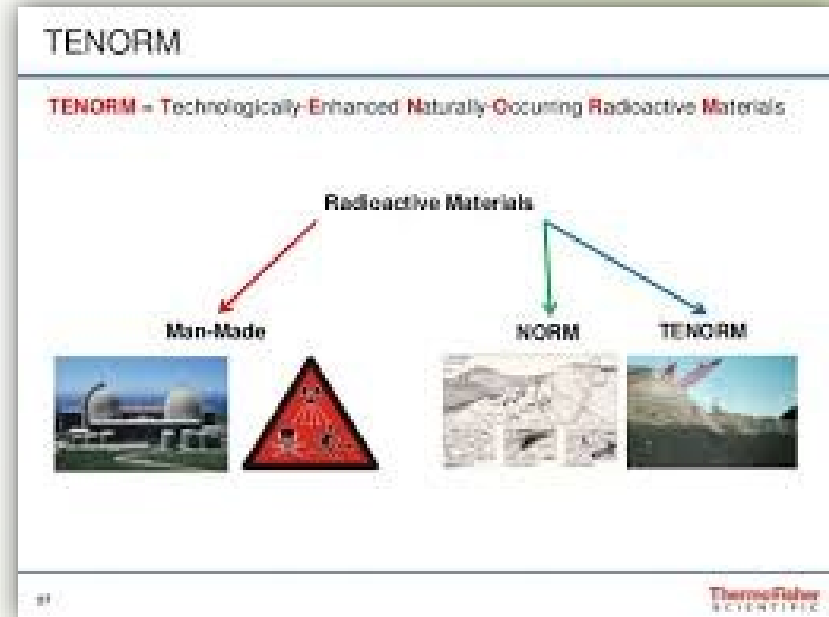 TENORM
TENORM = Technologically-Enhanced Naturally-Occurring Radioactive Materials
Radioactive Materials
Man-Made
NORM
TENORM
ThermoFisher
SCIENTIFIC